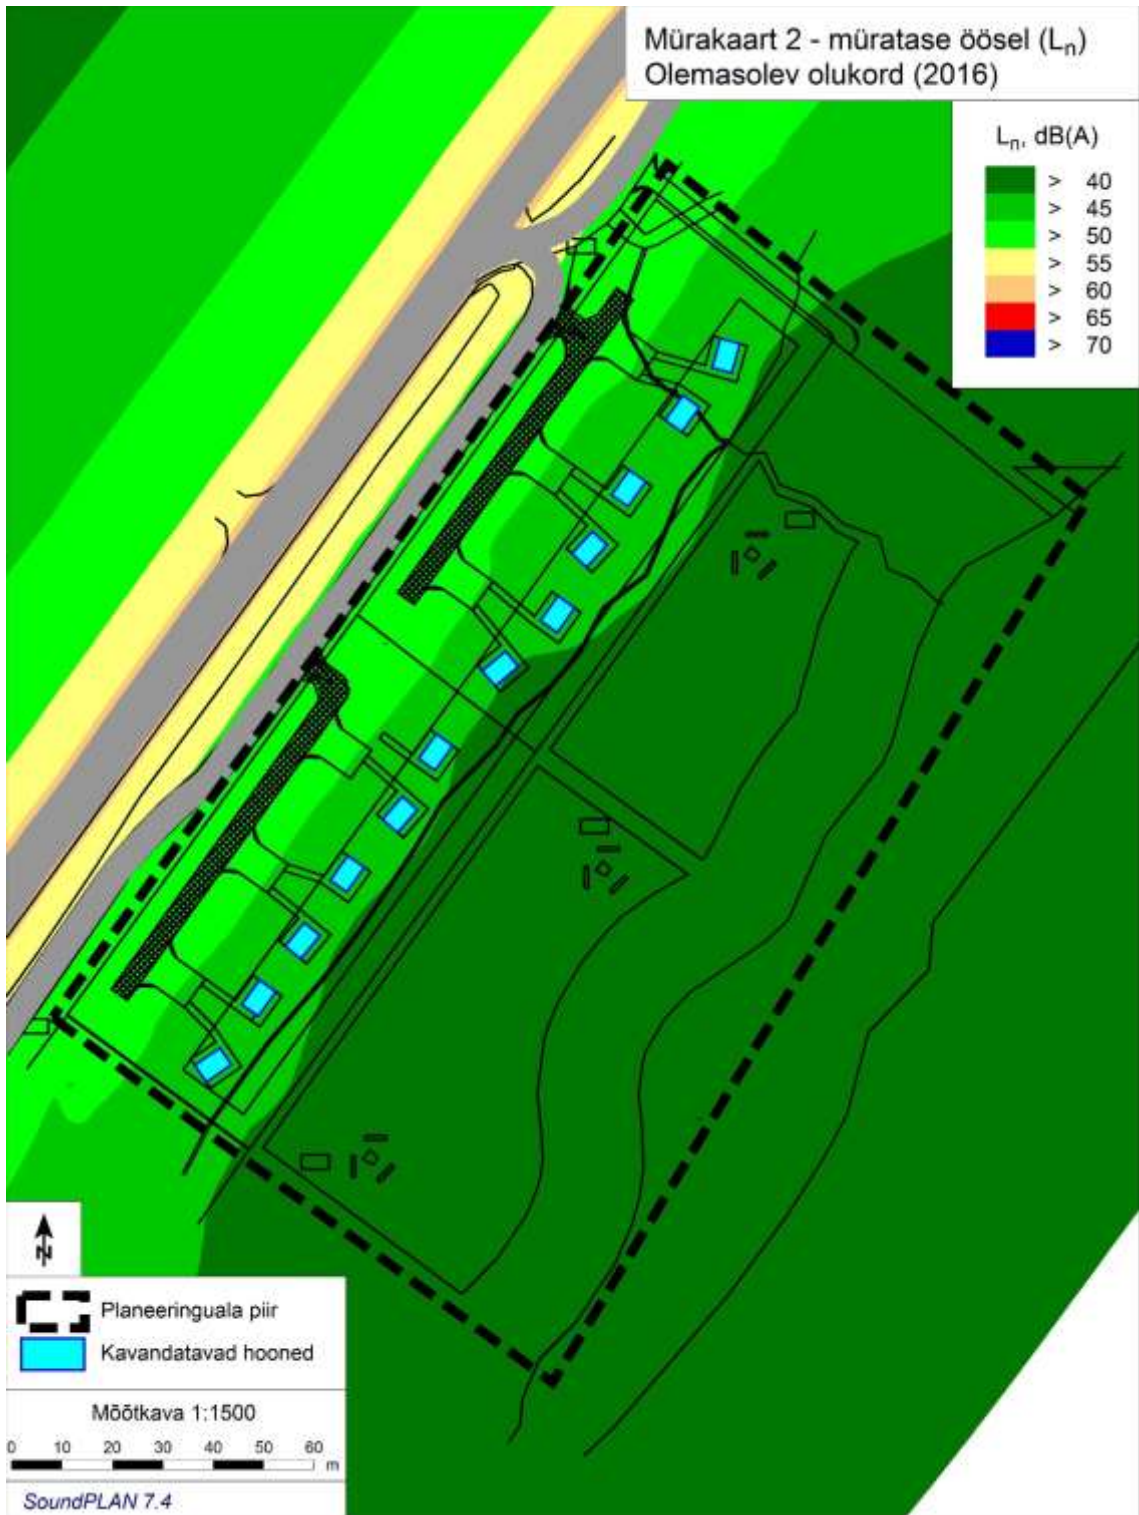 Mürakaart 2 - müratase öösel (Ln)
Olemasolev olukord (2016)
Ln, dB(A)
> 40
> 45
> 50
> 55
> 60
> 65
> 70
N
Planeeringuala piir
Kavandatavad hooned
Mõõtkava 1:1500
0 10 20 30 40 50 60
m
SoundPLAN 7.4